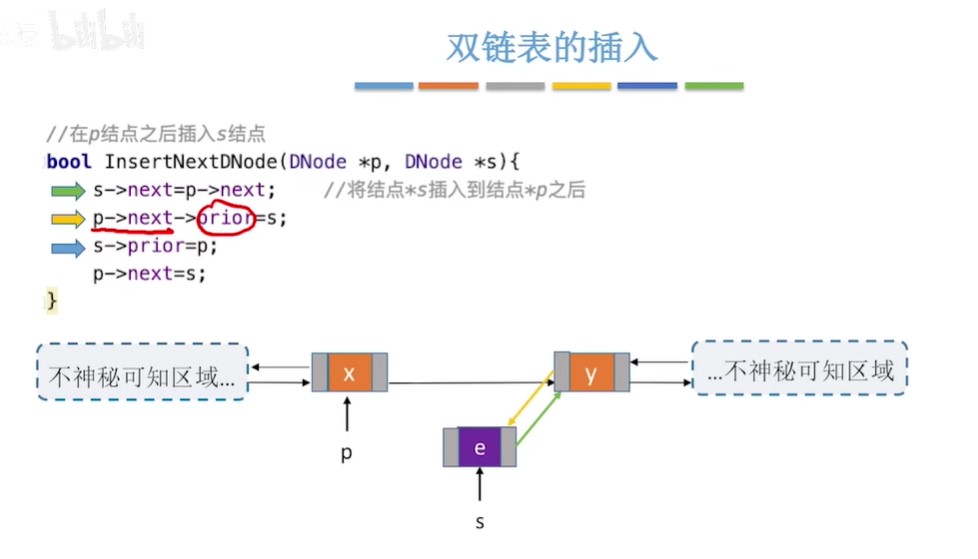 bilibili
双链表的插入
//在p结点之后插入s结点
bool InsertNextDNode(DNode *p, DNode *s){
s->next=p->next; //将结点*s插入到结点*p之后
p->next->prior=s;
s->prior=p;
p->next=s;
}
不神秘可知区域...
x
y
...不神秘可知区域
p
e
s